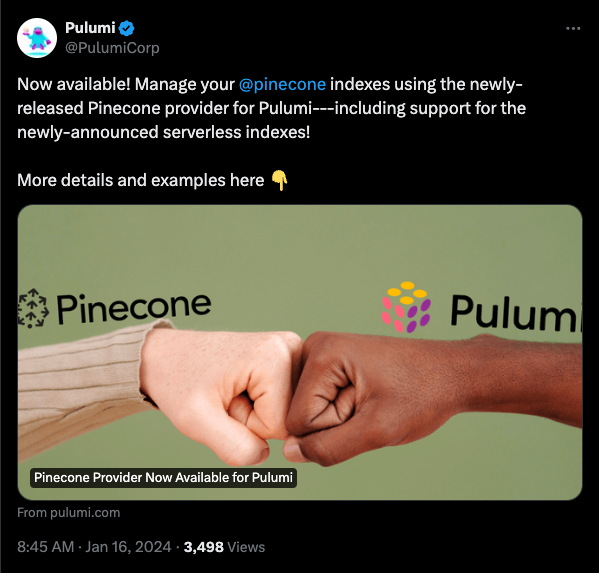 Pulumi
@PulumiCorp
Now available! Manage your @pinecone indexes using the newly-
released Pinecone provider for Pulumi---including support for the
newly-announced serverless indexes!
More details and examples here 👇
Pinecone
Pulumi
Pinecone Provider Now Available for Pulumi
From pulumi.com
8:45 AM · Jan 16, 2024 · 3,498 Views